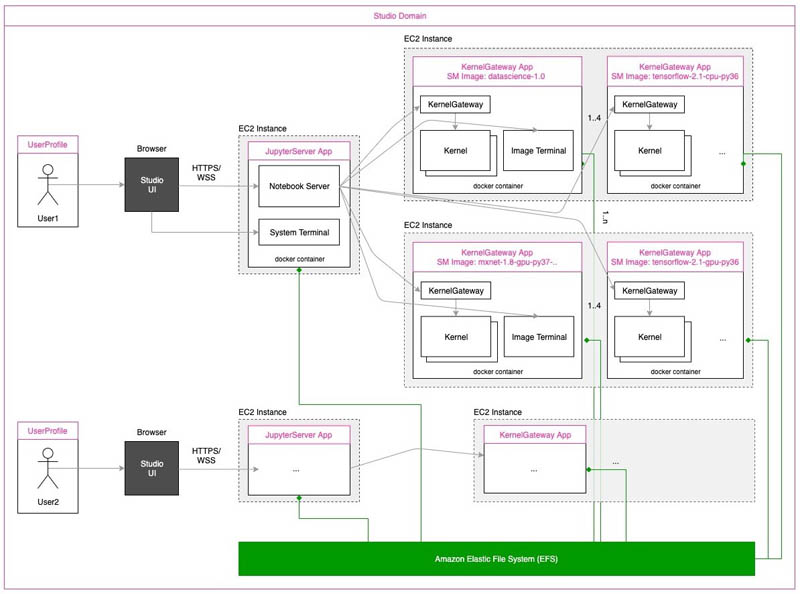 Studio Domain
EC2 Instance
KernelGateway App
SM Image: datascience-1.0
KernelGateway
Kernel
Image Terminal
docker container
1..4
KernelGateway App
SM Image: tensorflow-2.1-cpu-py36
KernelGateway
Kernel
...
docker container
UserProfile
User1
Browser
Studio
UI
HTTPS/
WSS
EC2 Instance
JupyterServer App
Notebook Server
System Terminal
docker container
1..n
EC2 Instance
KernelGateway App
SM Image: mxnet-1.8-gpu-py37-..
KernelGateway
Kernel
Image Terminal
docker container
1..4
KernelGateway App
SM Image: tensorflow-2.1-gpu-py36
KernelGateway
Kernel
...
docker container
UserProfile
User2
Browser
Studio
UI
HTTPS/
WSS
EC2 Instance
JupyterServer App
...
EC2 Instance
KernelGateway App
...
...
Amazon Elastic File System (EFS)